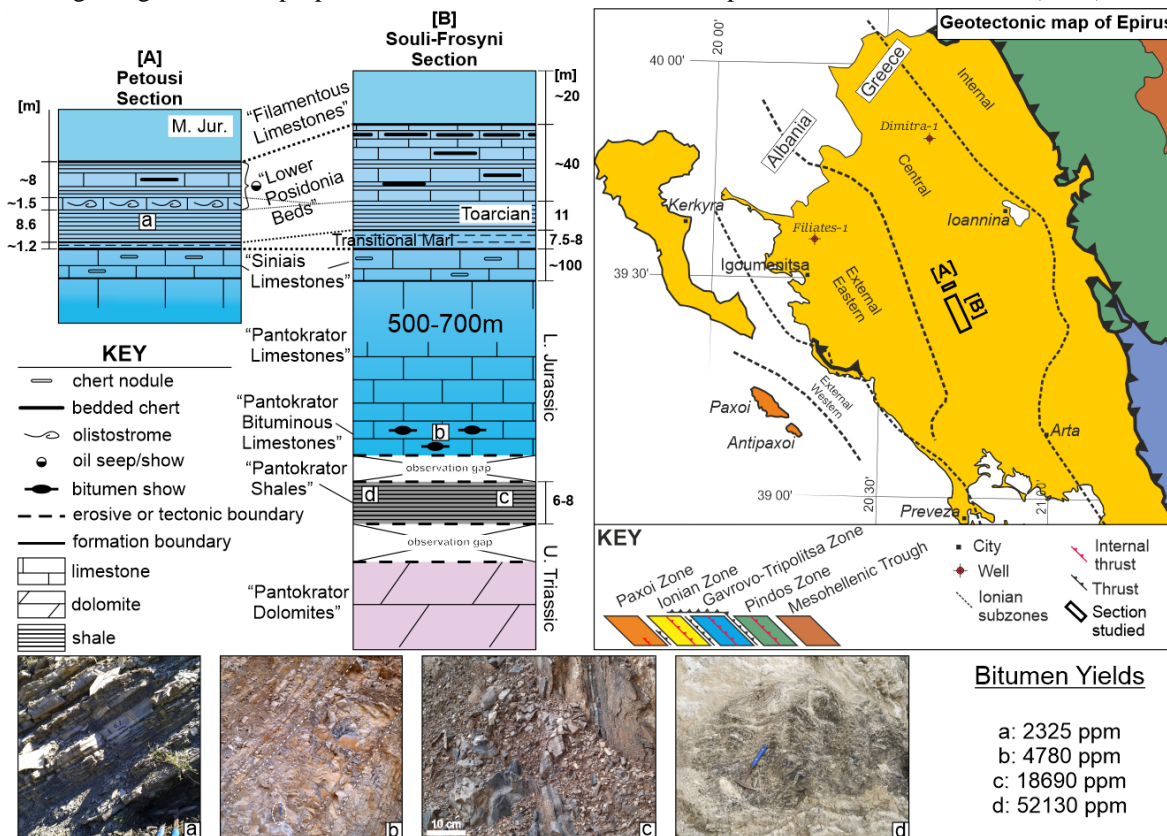 [A]
Petousi
Section
[B]
Souli-Frosyni
Section
[m]
~8
~1.5
8.6
~1.2
M. Jur.
a
"Filamentous
Limestones"
"Lower
Posidonia
Beds"
Transitional Marl
"Siniais
Limestones"
"Pantokrator
Limestones"
"Pantokrator
Bituminous
Limestones"
"Pantokrator
Shales"
"Pantokrator
Dolomites"
Toarcian
500-700m
b
observation gap
d
c
observation gap
[m]
~20
~40
11
7.5-8
~100
6-8
L. Jurassic
U. Triassic
KEY
chert nodule
bedded chert
olistostrome
oil seep/show
bitumen show
erosive or tectonic boundary
formation boundary
limestone
dolomite
shale
Geotectonic map of Epirus
20 00'
40 00'
Greece
Albania
Internal
Dimitra-1
Central
Kerkyra
Ioannina
Filiates-1
39 30'
Igoumenitsa
External
Eastern
[A]
[B]
External
Western
Paxoi
Antipaxoi
Arta
39 00'
20 30'
21 00'
Preveza
KEY
Paxoi Zone
Ionian Zone
Gavrovo-Tripolitsa Zone
Pindos Zone
Mesohellenic Trough
City
Well
Ionian
subzones
Internal
thrust
Thrust
Section
studied
a
b
10 cm
c
d
Bitumen Yields
a: 2325 ppm
b: 4780 ppm
c: 18690 ppm
d: 52130 ppm